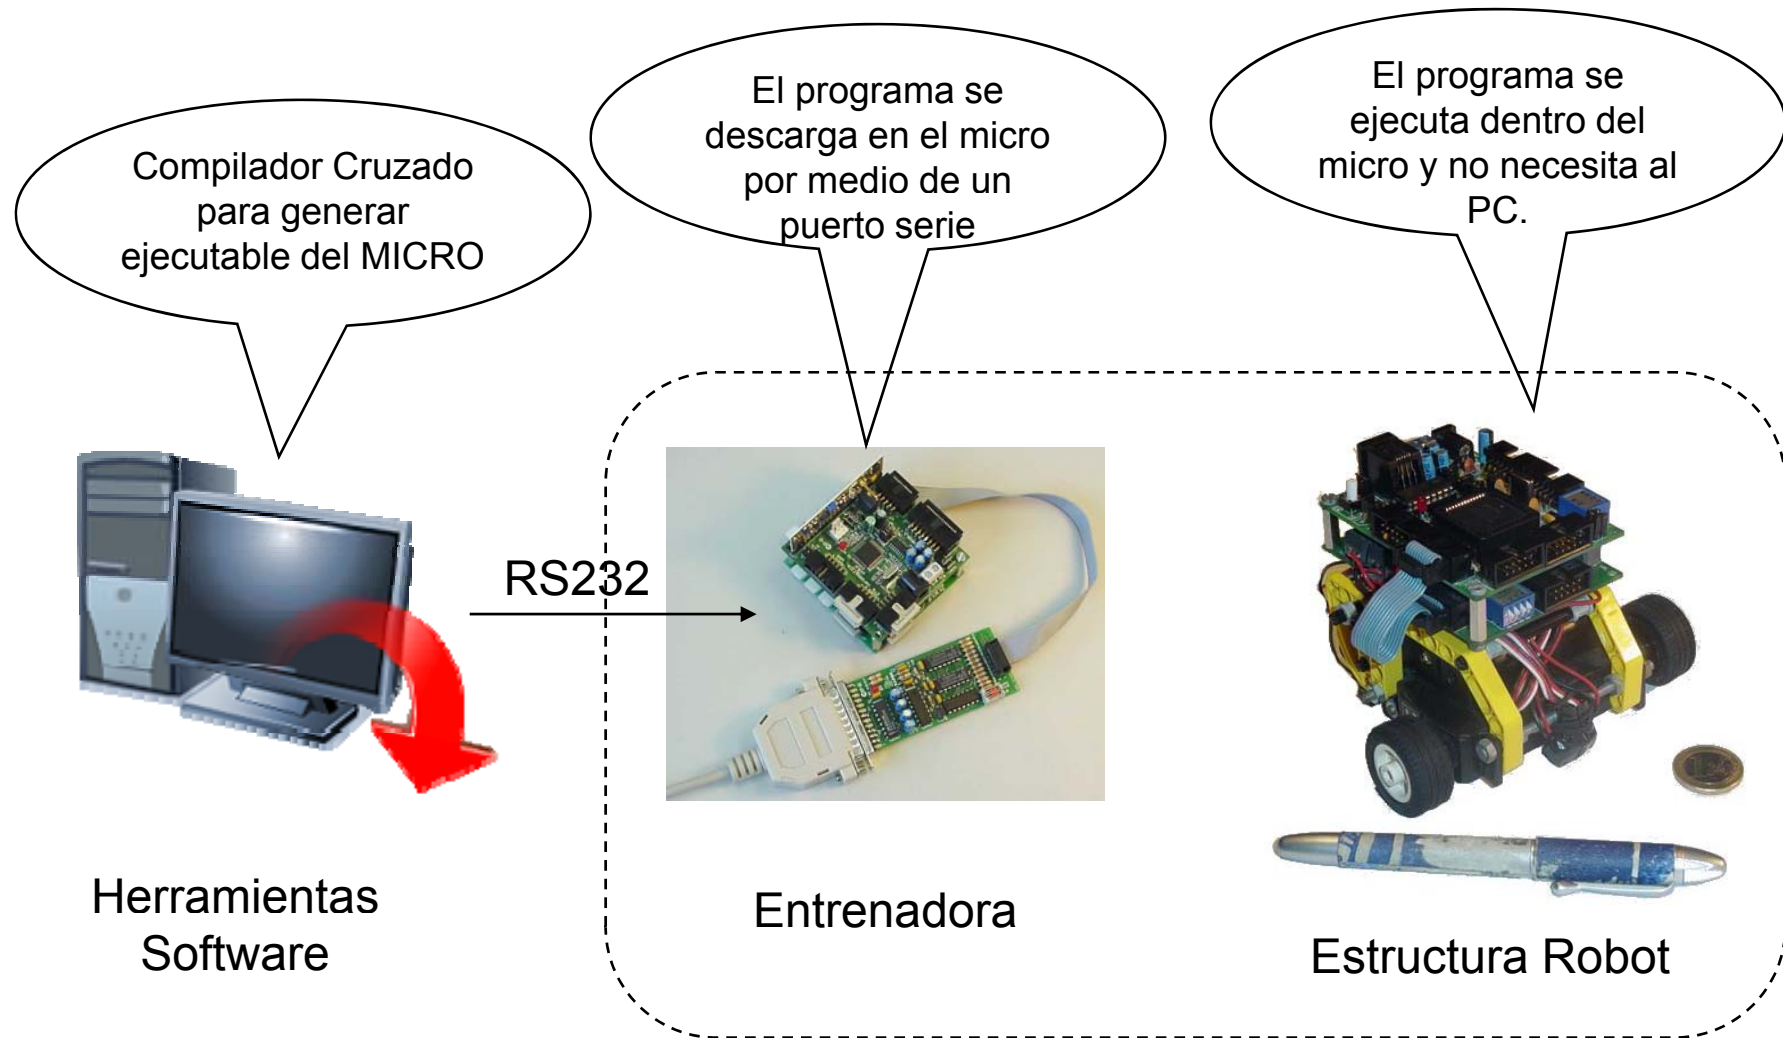 Compilador Cruzado
para generar
ejecutable del MICRO
El programa se
descarga en el micro
por medio de un
puerto serie
El programa se
ejecuta dentro del
micro y no necesita al
PC.
RS232
Herramientas
Software
Entrenadora
Estructura Robot